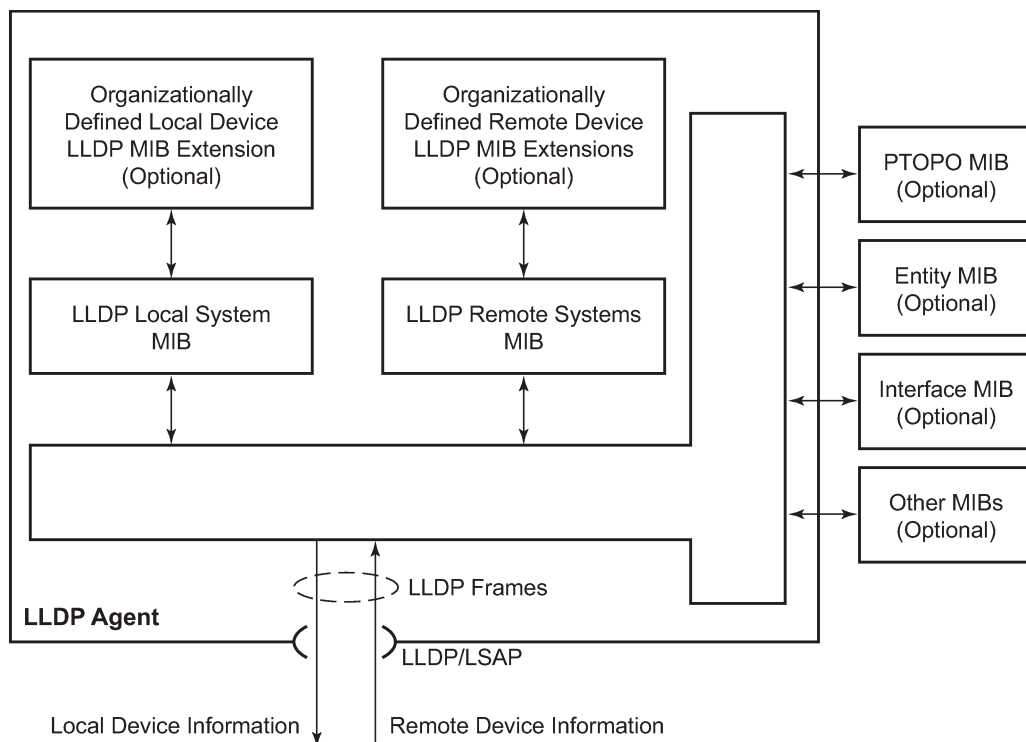 Organizationally
Defined Local Device
LLDP MIB Extension
(Optional)
Organizationally
Defined Remote Device
LLDP MIB Extensions
(Optional)
PTOPO MIB
(Optional)
Entity MIB
(Optional)
LLDP Local System
MIB
LLDP Remote Systems
MIB
Interface MIB
(Optional)
Other MIBs
(Optional)
LLDP Frames
LLDP Agent
LLDP/LSAP
Local Device Information
Remote Device Information